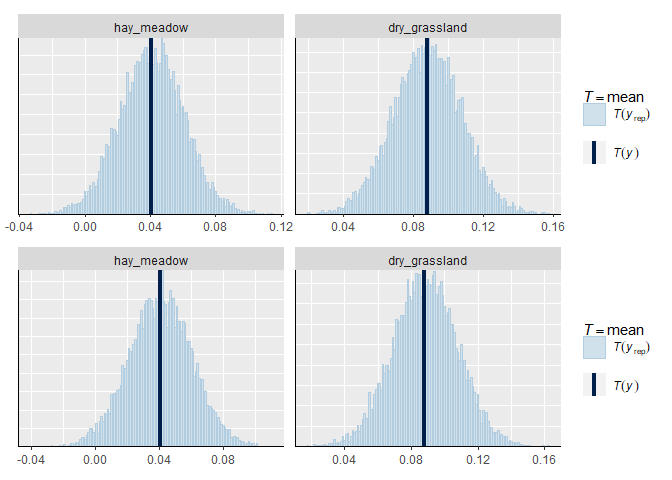 hay_meadow dry_grassland
-0.04 0.00 0.04 0.08 0.12 0.04 0.08 0.12 0.16
T = mean
T(yrep)
T(y)
hay_meadow dry_grassland
-0.04 0.00 0.04 0.08 0.04 0.08 0.12 0.16
T = mean
T(yrep)
T(y)